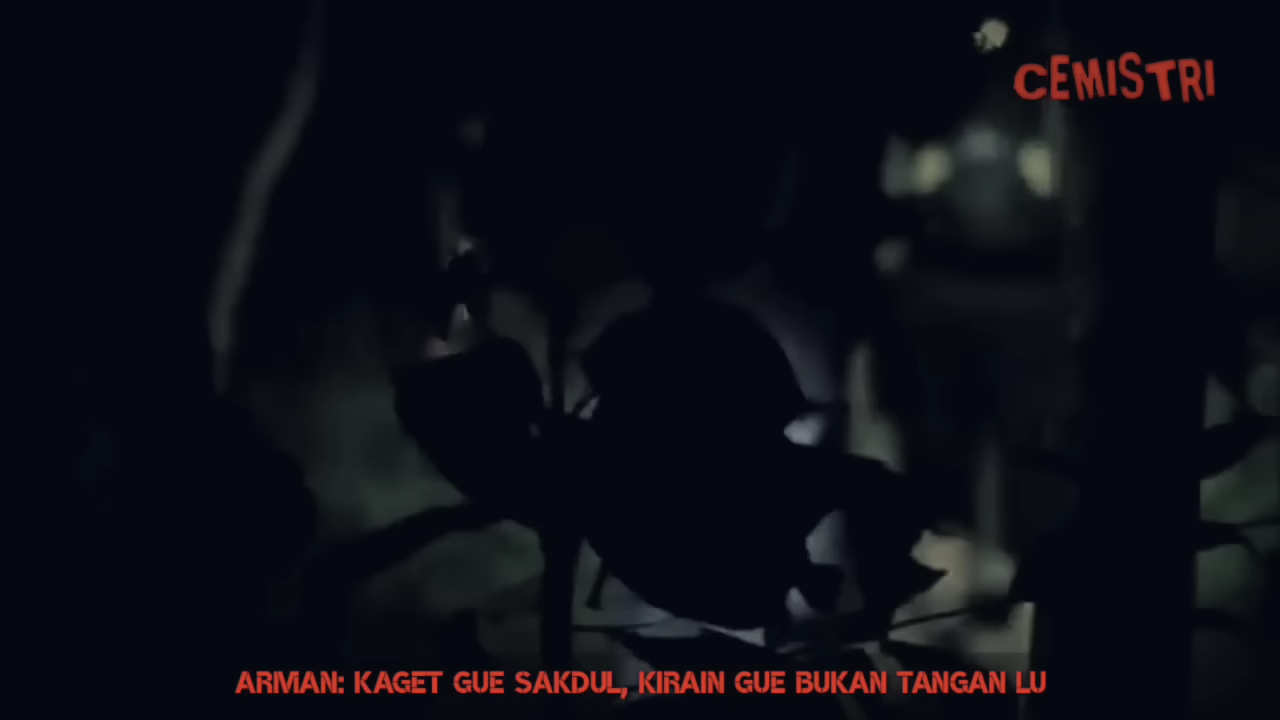 CEMISTRI
ARMAN: KAGET GUE SAKDUL, KIRAIN GUE BUKAN TANGAN LU